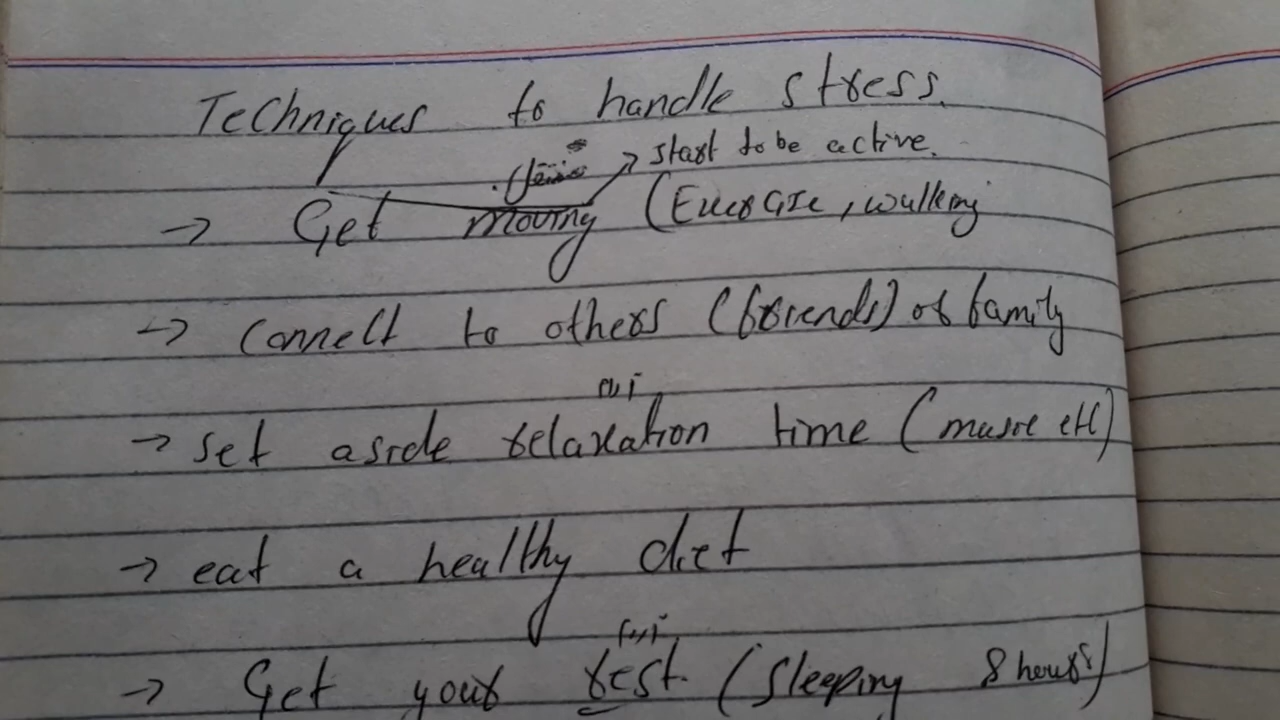 Techniques to handle stress.
start to be active.
→ Get moving (Exercise, walking
→ Connect to others (friends) of family
→ set aside relaxation time (music etc)
→ eat a healthy diet
→ Get your rest. (Sleeping 8 hours)